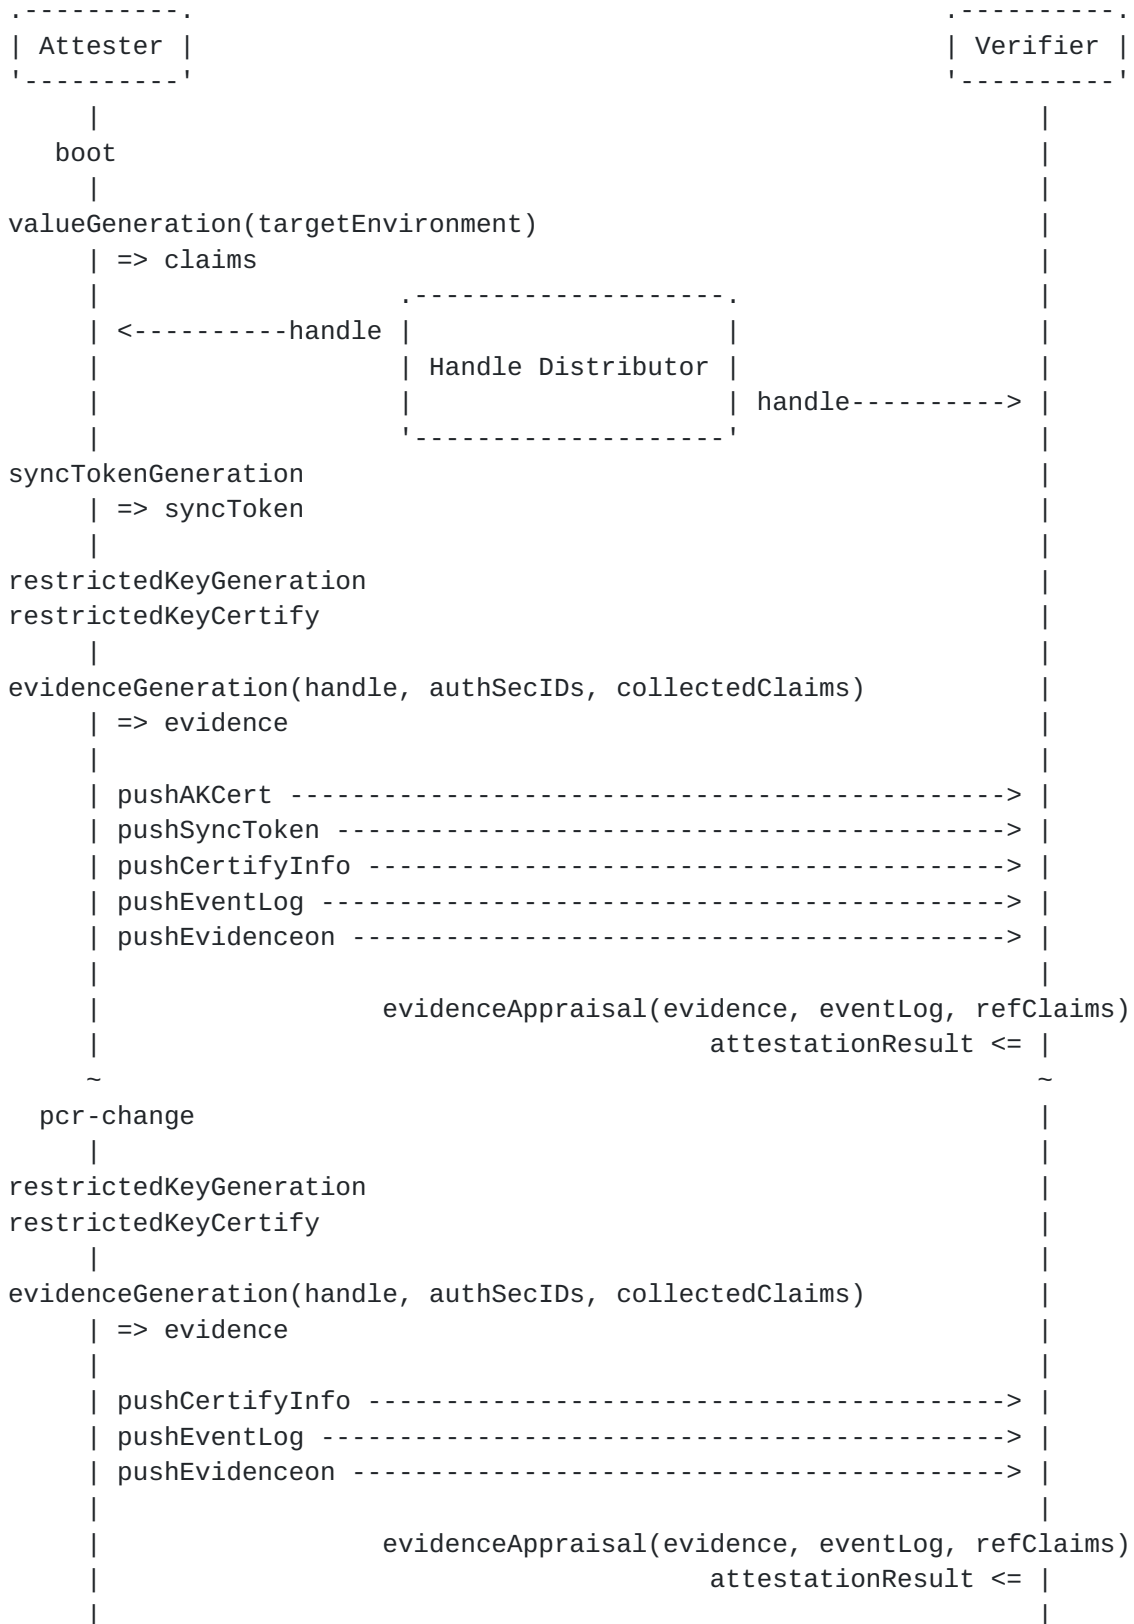 .----------.                                                .----------.
| Attester |                                                | Verifier |
'----------'                                                '----------'
     |                                                            |
   boot                                                           |
     |                                                            |
valueGeneration(targetEnvironment)                                |
     | => claims                                                  |
     |                   .--------------------.                   |
     | <----------handle |                    |                   |
     |                   | Handle Distributor |                   |
     |                   |                    | handle----------> |
     |                   '--------------------'                   |
syncTokenGeneration                                               |
     | => syncToken                                               |
     |                                                            |
restrictedKeyGeneration                                           |
restrictedKeyCertify                                              |
     |                                                            |
evidenceGeneration(handle, authSecIDs, collectedClaims)           |
     | => evidence                                                |
     |                                                            |
     | pushAKCert ----------------------------------------------> |
     | pushSyncToken -------------------------------------------> |
     | pushCertifyInfo -----------------------------------------> |
     | pushEventLog --------------------------------------------> |
     | pushEvidenceon ------------------------------------------> |
     |                                                            |
     |                  evidenceAppraisal(evidence, eventLog, refClaims)
     |                                       attestationResult <= |
     ~                                                            ~
  pcr-change                                                      |
     |                                                            |
restrictedKeyGeneration                                           |
restrictedKeyCertify                                              |
     |                                                            |
evidenceGeneration(handle, authSecIDs, collectedClaims)           |
     | => evidence                                                |
     |                                                            |
     | pushCertifyInfo -----------------------------------------> |
     | pushEventLog --------------------------------------------> |
     | pushEvidenceon ------------------------------------------> |
     |                                                            |
     |                  evidenceAppraisal(evidence, eventLog, refClaims)
     |                                       attestationResult <= |
     |                                                            |